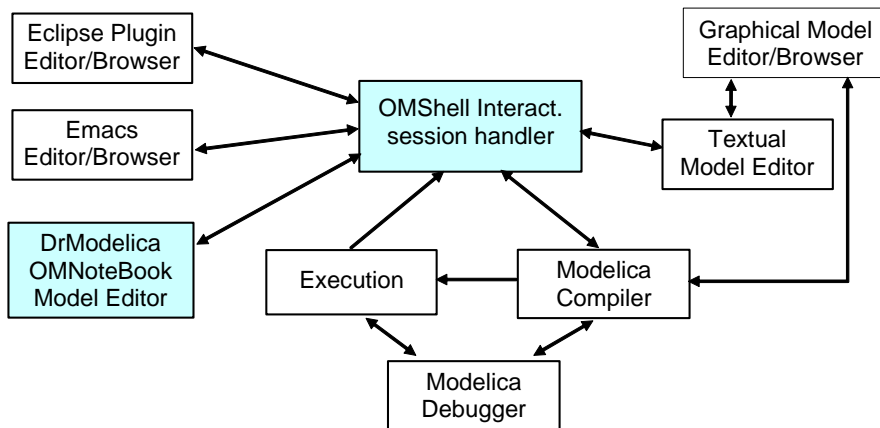 Eclipse Plugin
Editor/Browser
Graphical Model
Editor/Browser
OMShell Interact.
session handler
Emacs
Editor/Browser
Textual
Model Editor
DrModelica
OMNoteBook
Model Editor
Execution
Modelica
Compiler
Modelica
Debugger